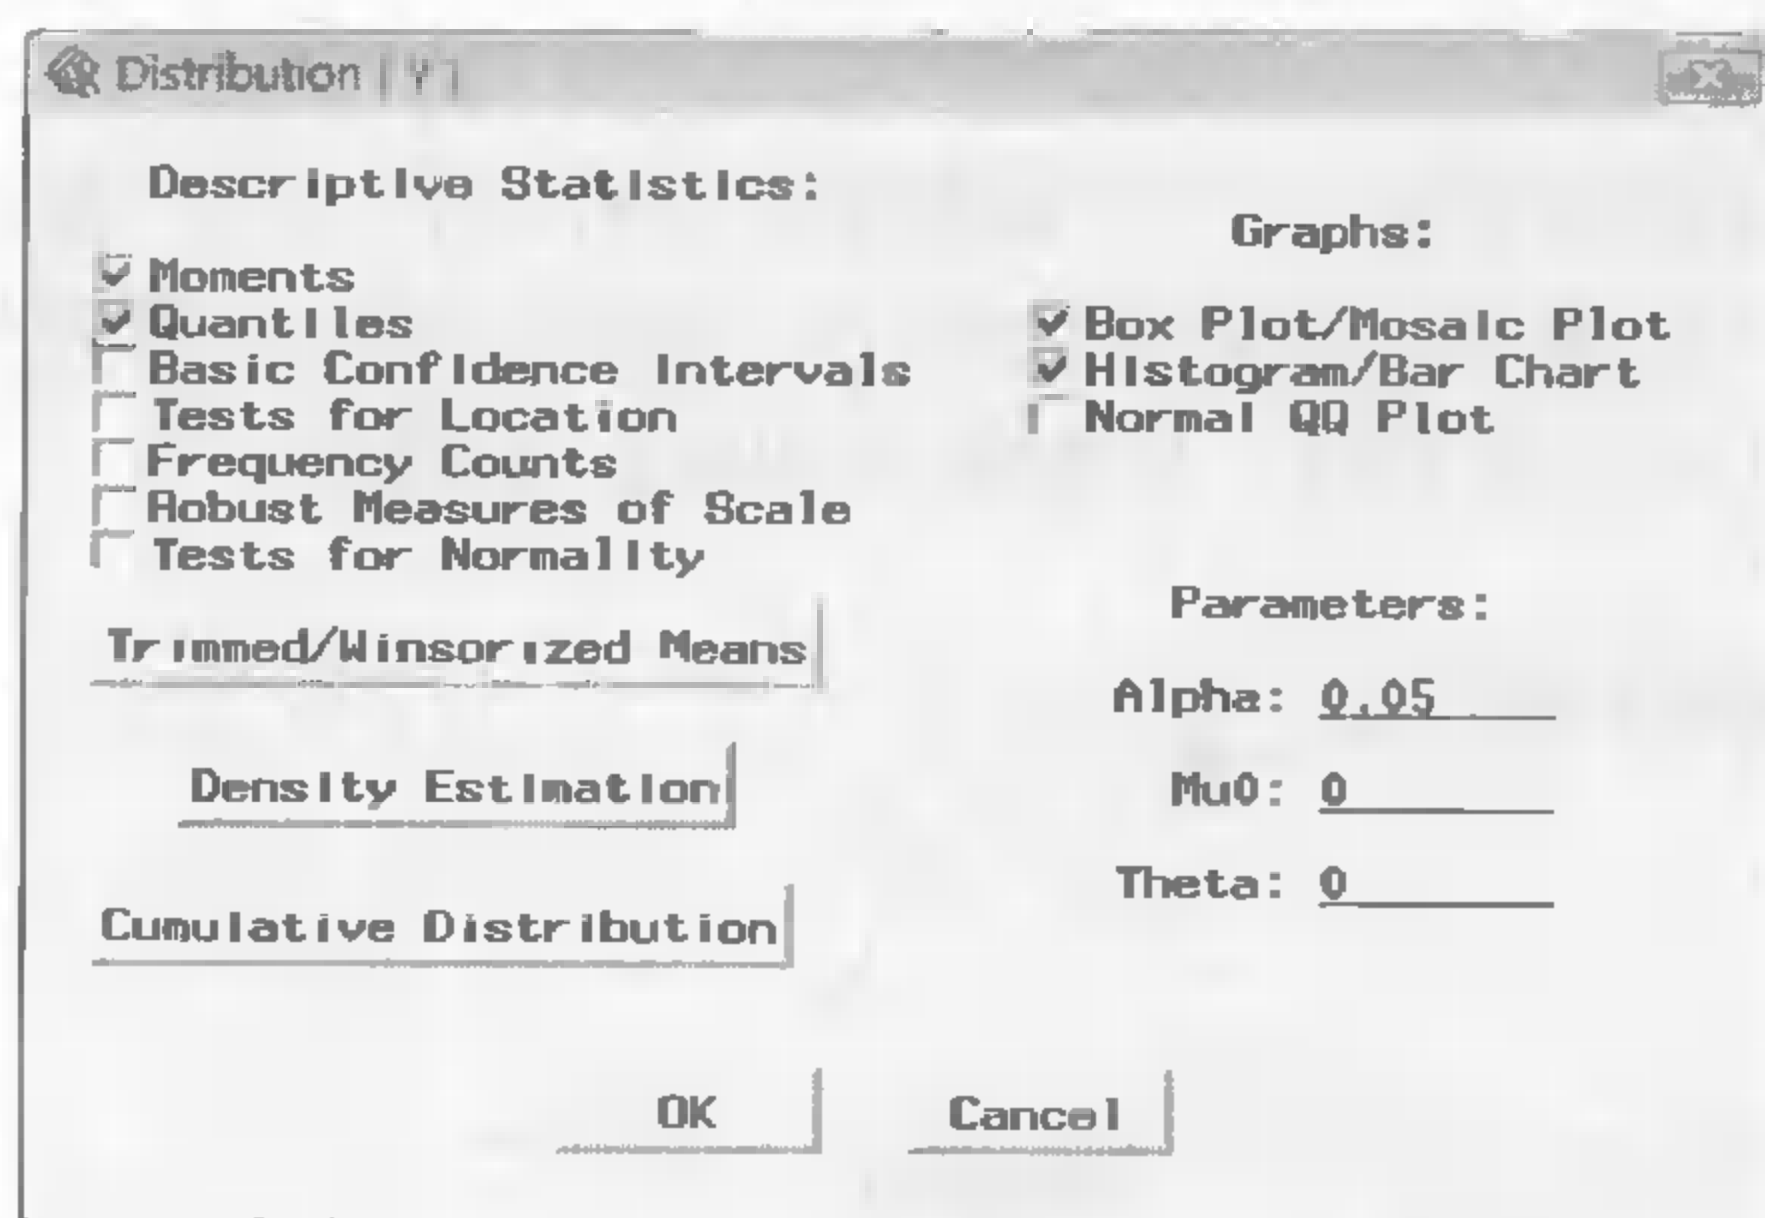 Distribution ( Y )
Descriptive Statistics:
Moments
Quantiles
Basic Confidence Intervals
Tests for Location
Frequency Counts
Robust Measures of Scale
Tests for Normality
Trimmed/Winsorized Means
Density Estimation
Cumulative Distribution
Graphs:
Box Plot/Mosaic Plot
Histogram/Bar Chart
Normal QQ Plot
Parameters:
Alpha: 0.05
Mu0: 0
Theta: 0
OK
Cancel